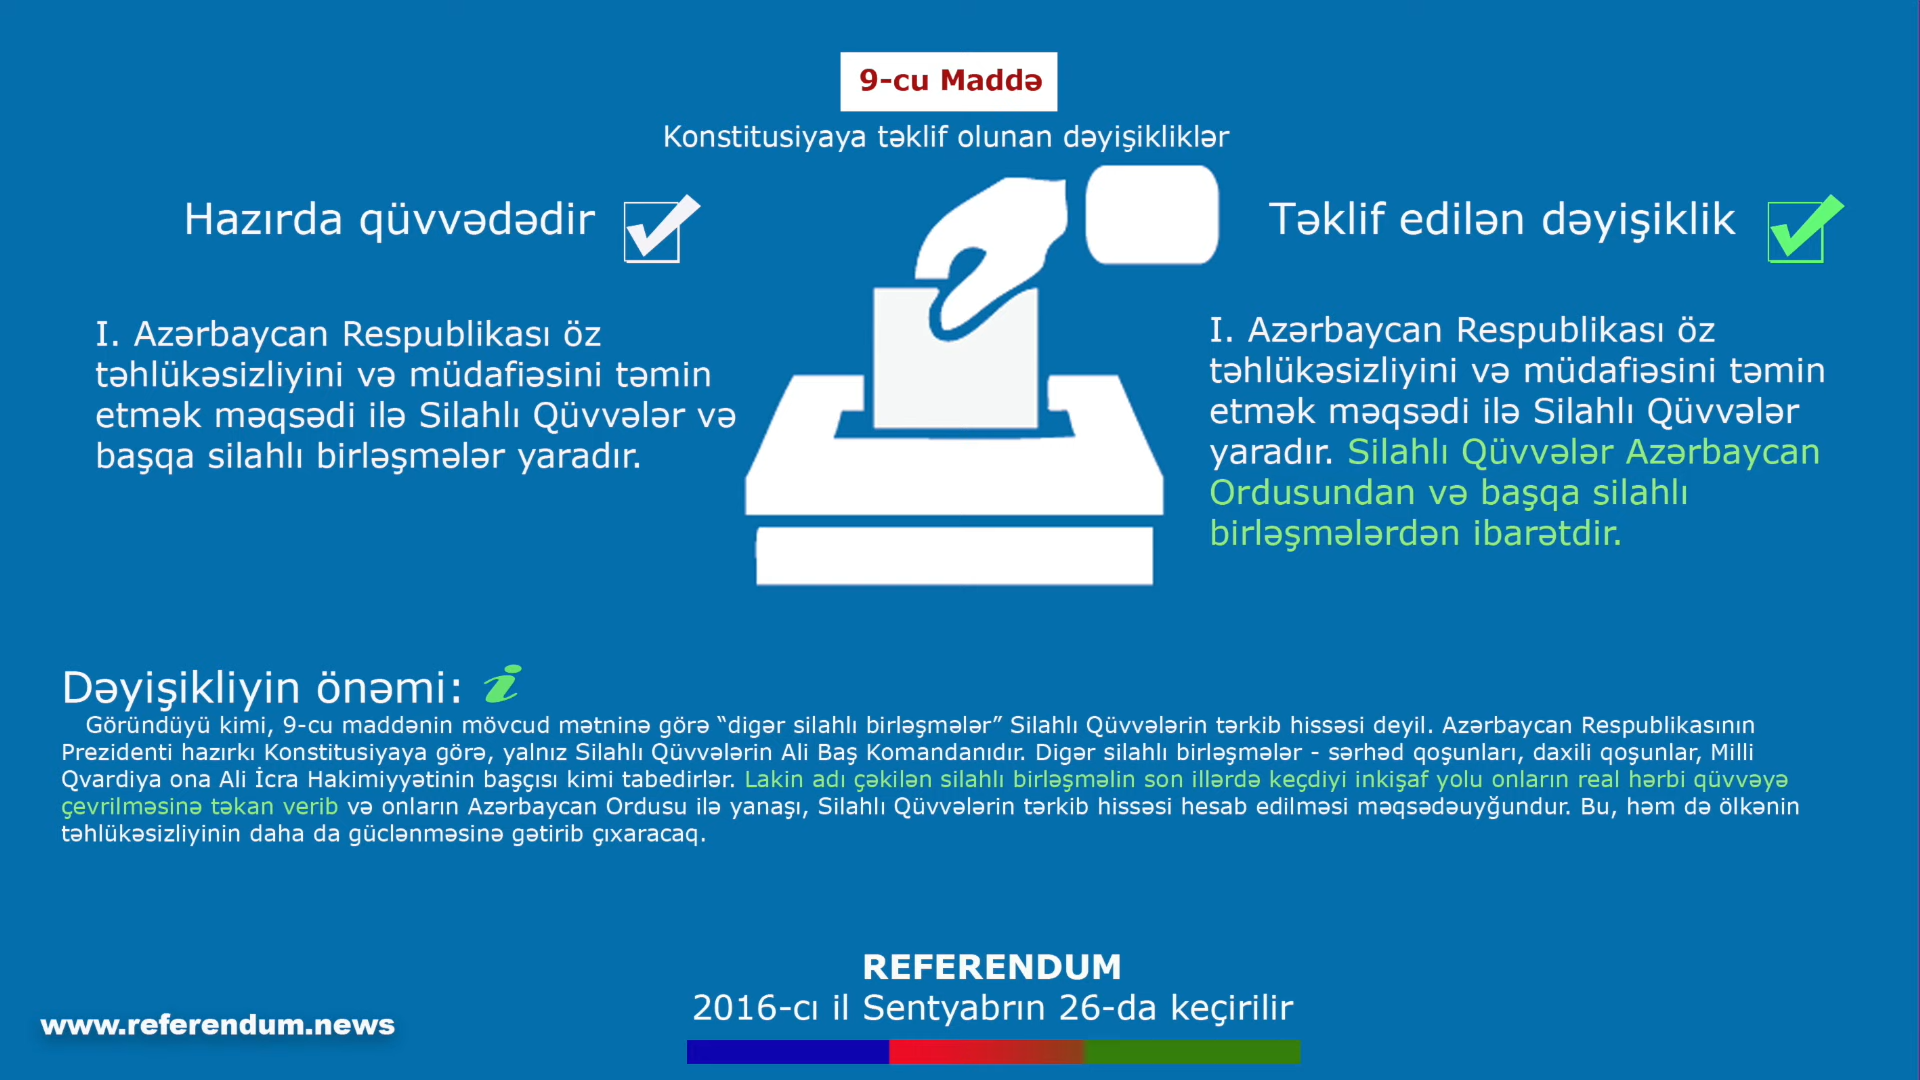 9-cu Maddə
Konstitusiyaya təklif olunan dəyişikliklər
Hazırda qüvvədədir
I. Azərbaycan Respublikası öz
təhlükəsizliyini və müdafiəsini təmin
etmək məqsədi ilə Silahlı Qüvvələr və
başqa silahlı birləşmələr yaradır.
Təklif edilən dəyişiklik
I. Azərbaycan Respublikası öz
təhlükəsizliyini və müdafiəsini təmin
etmək məqsədi ilə Silahlı Qüvvələr
yaradır. Silahlı Qüvvələr Azərbaycan
Ordusundan və başqa silahlı
birləşmələrdən ibarətdir.
Dəyişikliyin önəmi:
Göründüyü kimi, 9-cu maddənin mövcud mətninə görə “digər silahlı birləşmələr” Silahlı Qüvvələrin tərkib hissəsi deyil. Azərbaycan Respublikasının
Prezidenti hazırkı Konstitusiyaya görə, yalnız Silahlı Qüvvələrin Ali Baş Komandanıdır. Digər silahlı birləşmələr - sərhəd qoşunları, daxili qoşunlar, Milli
Qvardiya ona Ali İcra Hakimiyyətinin başçısı kimi tabedirlər. Lakin adı çəkilən silahlı birləşməlin son illərdə keçdiyi inkişaf yolu onların real hərbi qüvvəyə
çevrilməsinə təkan verib və onların Azərbaycan Ordusu ilə yanaşı, Silahlı Qüvvələrin tərkib hissəsi hesab edilməsi məqsədəuyğundur. Bu, həm də ölkənin
təhlükəsizliyinin daha da güclənməsinə gətirib çıxaracaq.
REFERENDUM
2016-cı il Sentyabrın 26-da keçirilir
www.referendum.news